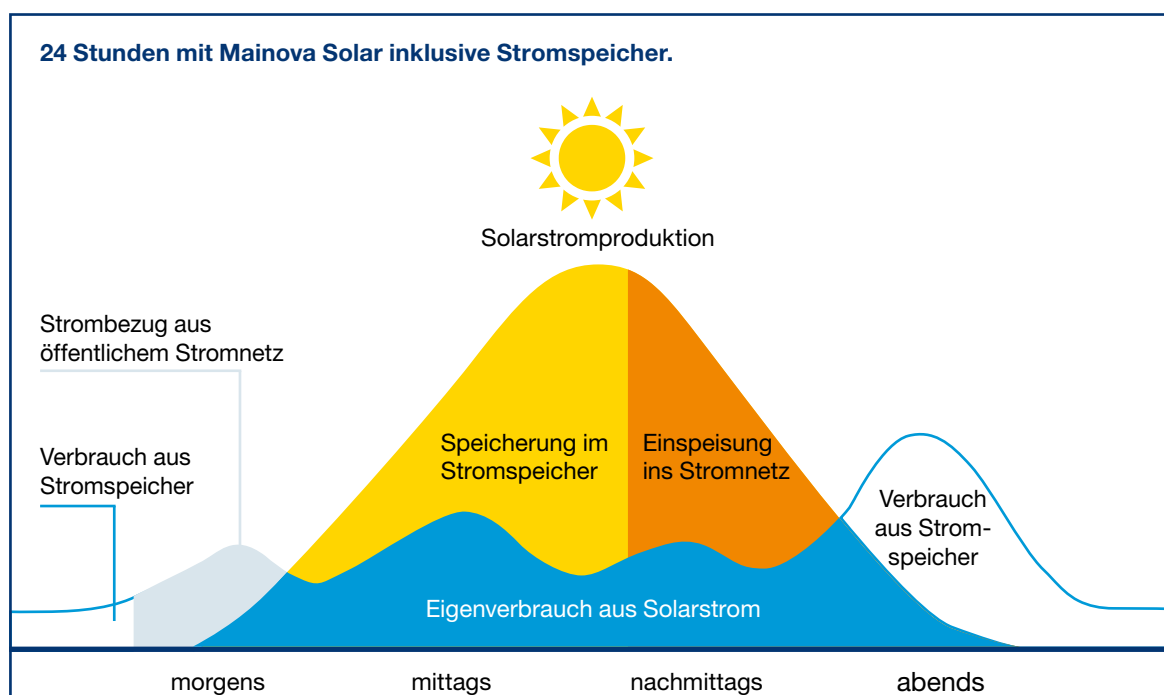 24 Stunden mit Mainova Solar inklusive Stromspeicher.
Solarstromproduktion
Strombezug aus
öffentlichem Stromnetz
Verbrauch aus
Stromspeicher
Speicherung im
Stromspeicher
Einspeisung
ins Stromnetz
Verbrauch
aus Strom-
speicher
Eigenverbrauch aus Solarstrom
morgens
mittags
nachmittags
abends